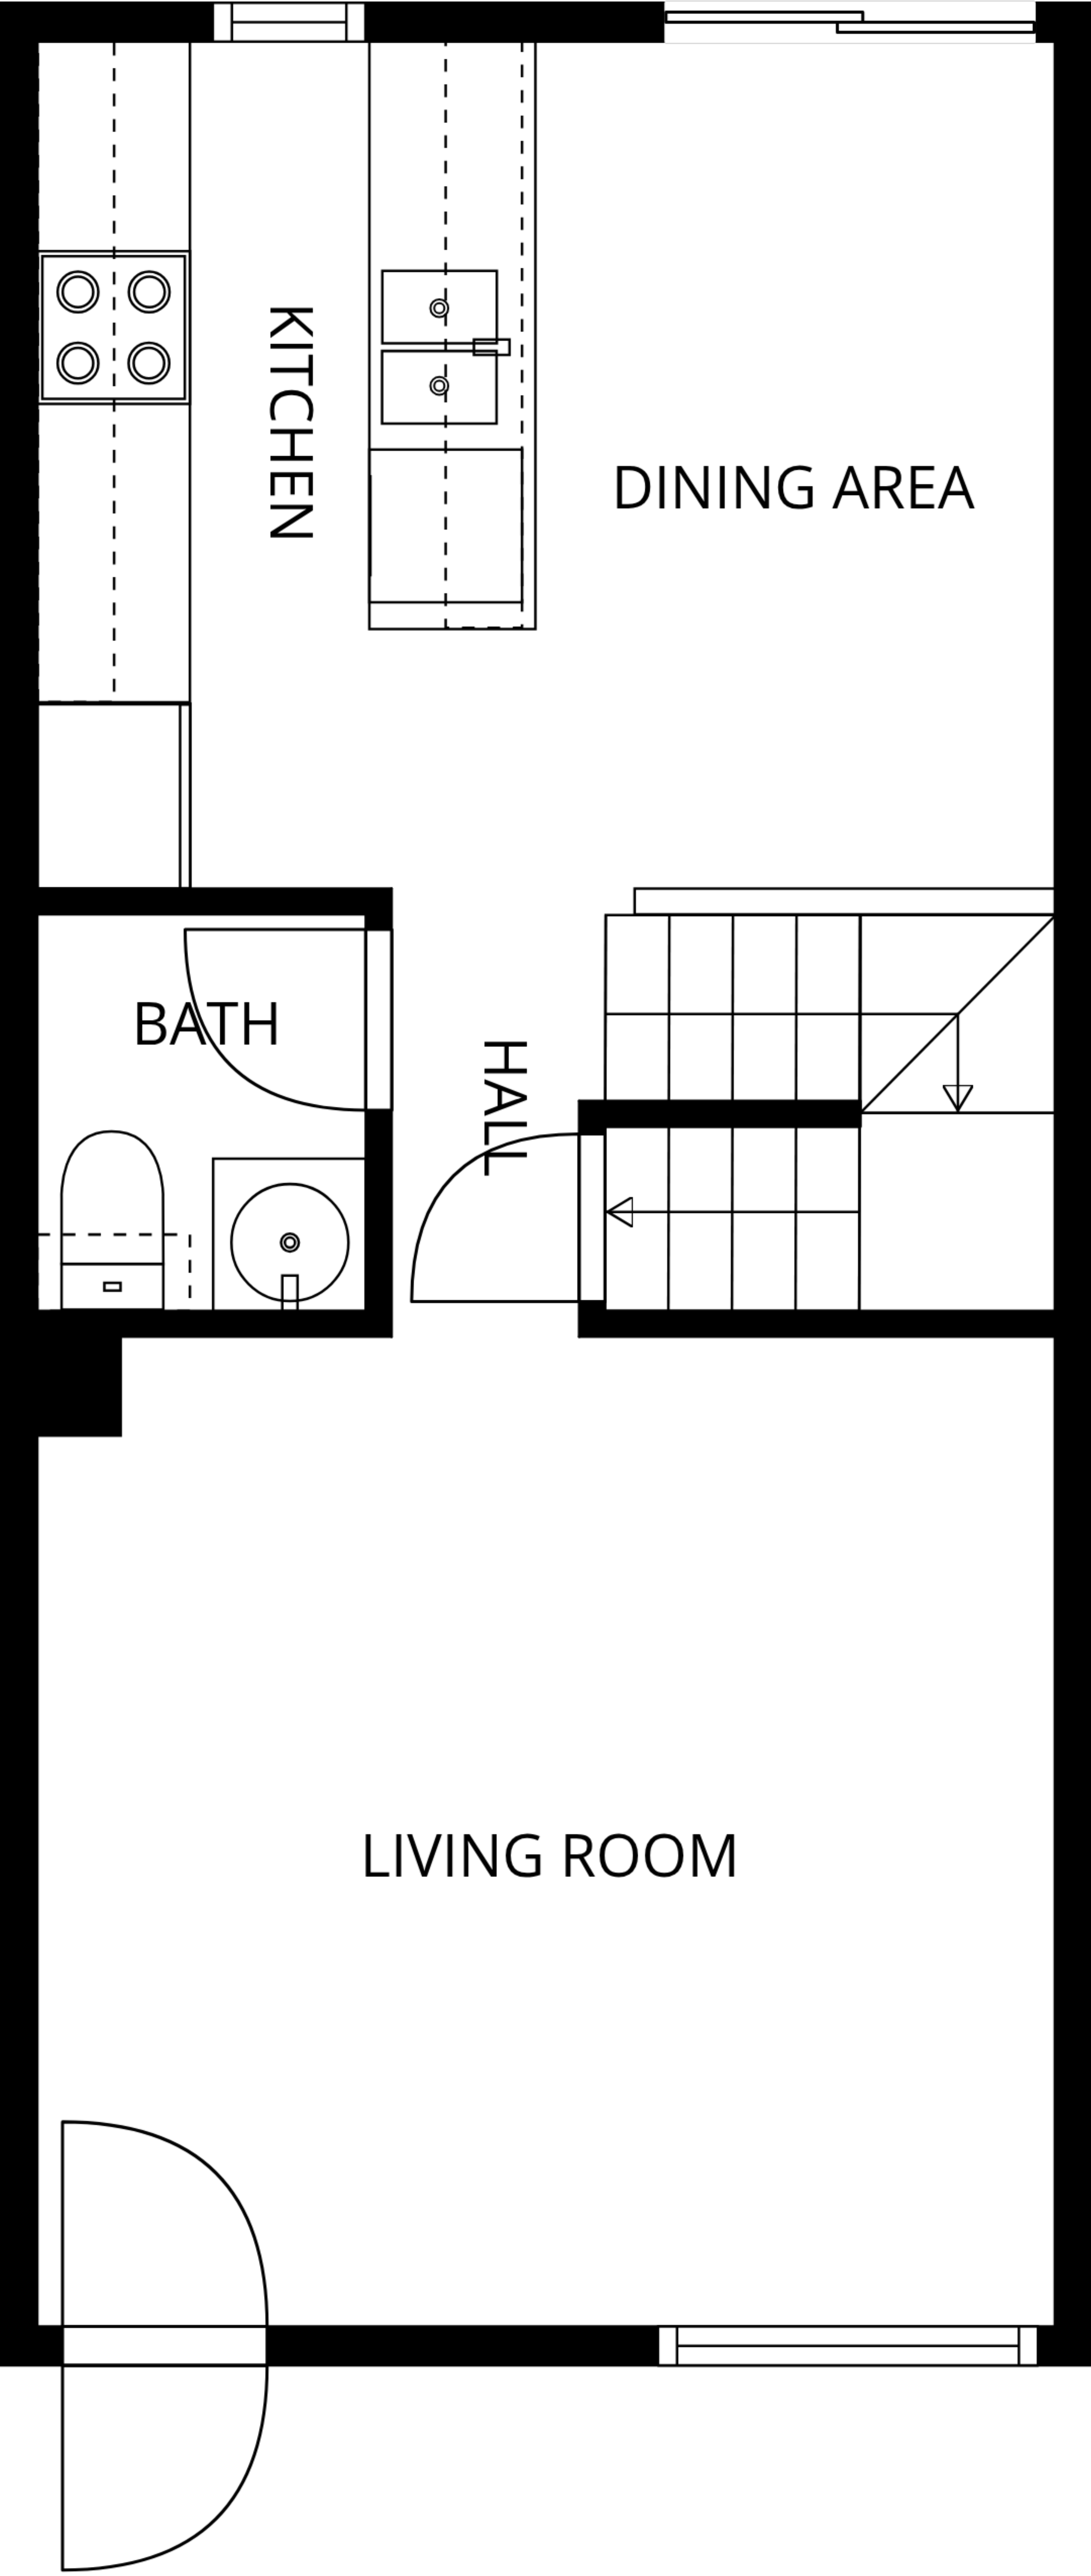 KITCHEN
DINING AREA
BATH
HALL
LIVING ROOM